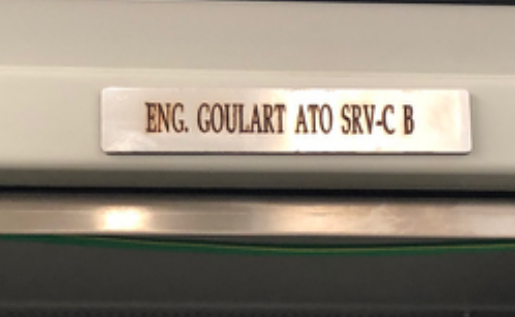 ENG. GOULART ATO SRV-C B